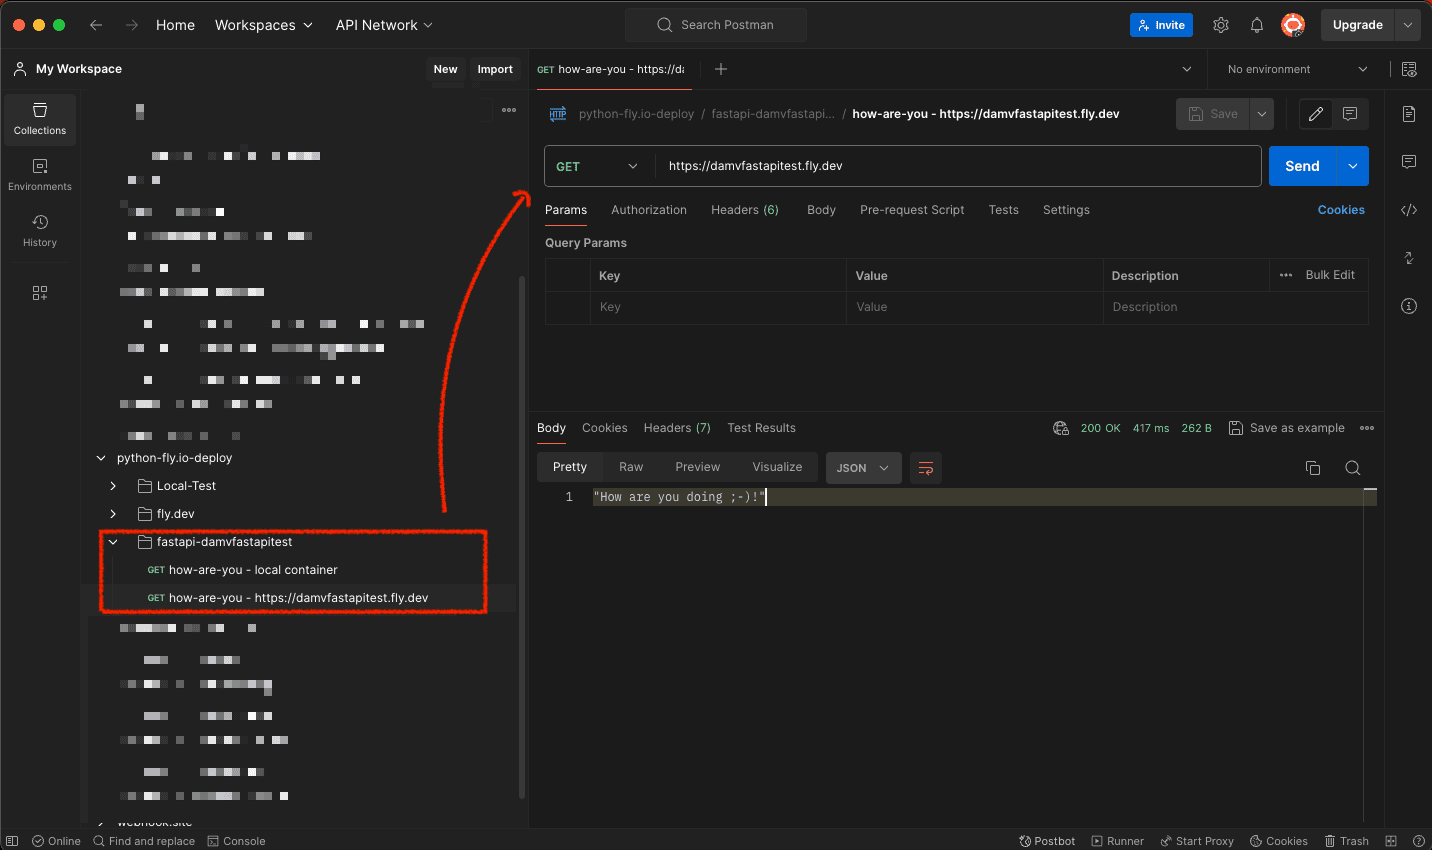 Home Workspaces API Network Search Postman Invite Upgrade
My Workspace New Import GET how-are-you - https://da No environment
Collections
Environments
History
python-fly.io-deploy / fastapi-damvfastapi... / how-are-you - https://damvfastapitest.fly.dev Save
GET https://damvfastapitest.fly.dev Send
Params Authorization Headers (6) Body Pre-request Script Tests Settings Cookies
Query Params
Key Value Description Bulk Edit
Key Value Description
Body Cookies Headers (7) Test Results 200 OK 417 ms 262 B Save as example
Pretty Raw Preview Visualize JSON
1 "How are you doing ;-)!"
python-fly.io-deploy
Local-Test
fly.dev
fastapi-damvfastapitest
GET how-are-you - local container
GET how-are-you - https://damvfastapitest.fly.dev
webhook.site
Online Find and replace Console Postbot Runner Start Proxy Cookies Trash